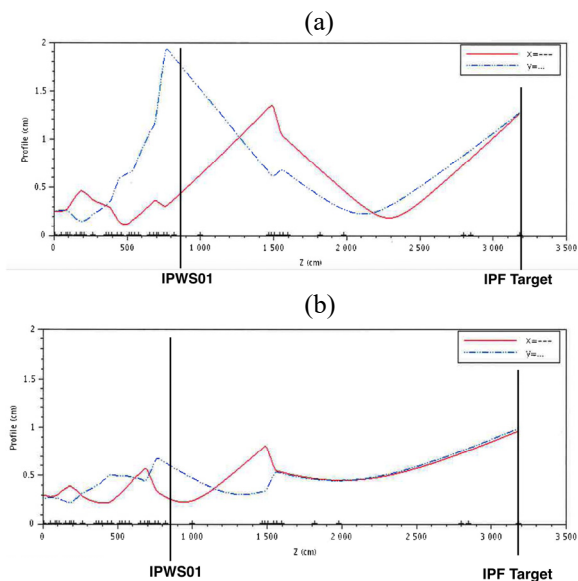 (a)
2
1.5
1
0.5
0
Profile (cm)
x=---
y=...
0 500 1 000 1 500 2 000 2 500 3 000 3 500
Z (cm)
IPWS01
IPF Target
(b)
2
1.5
1
0.5
0
Profile (cm)
x=---
y=...
0 500 1 000 1 500 2 000 2 500 3 000 3 500
Z (cm)
IPWS01
IPF Target